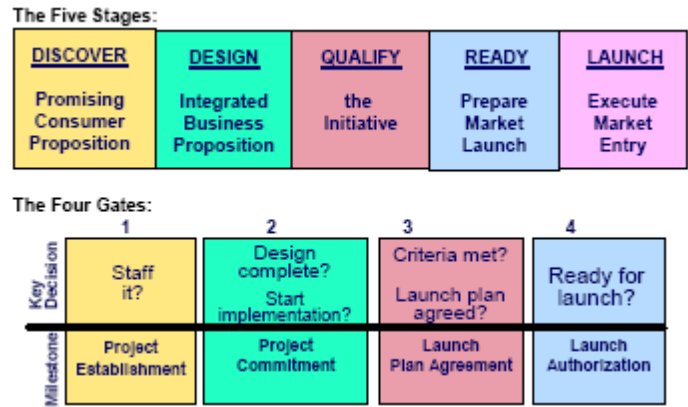 The Five Stages:
DISCOVER
Promising
Consumer
Proposition
DESIGN
Integrated
Business
Proposition
QUALIFY
the
Initiative
READY
Prepare
Market
Launch
LAUNCH
Execute
Market
Entry
The Four Gates:
1
2
3
4
Key
Decision
Staff
it?
Design
complete?
Start
implementation?
Criteria met?
Launch plan
agreed?
Ready for
launch?
Milestone
Project
Establishment
Project
Commitment
Launch
Plan Agreement
Launch
Authorization